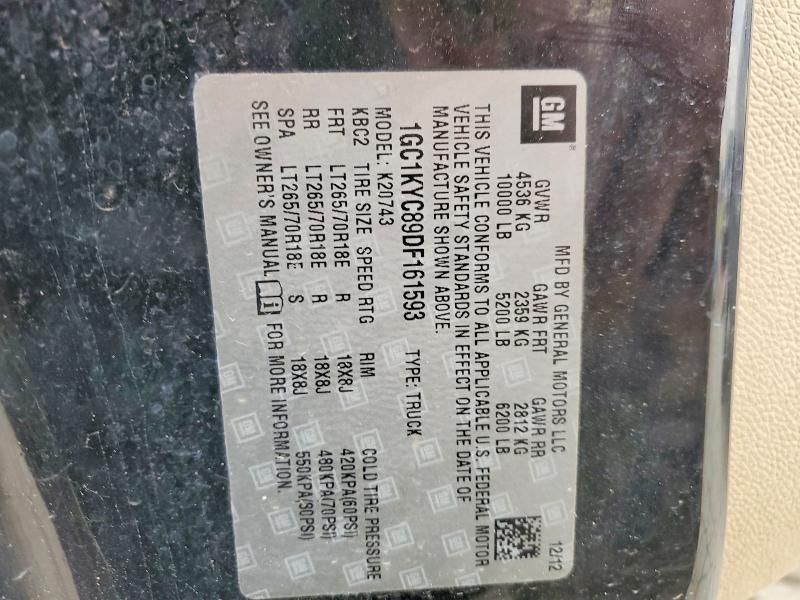 GM
MFD BY GENERAL MOTORS LLC 12/12
GVWR GAWR FRT GAWR RR
4536 KG 2359 KG 2812 KG
10000 LB 5200 LB 6200 LB
THIS VEHICLE CONFORMS TO ALL APPLICABLE U.S. FEDERAL MOTOR
VEHICLE SAFETY STANDARDS IN EFFECT ON THE DATE OF
MANUFACTURE SHOWN ABOVE.
1GC1KYC89DF161593 TYPE: TRUCK
MODEL: K20743
KBC2 TIRE SIZE SPEED RTG RIM COLD TIRE PRESSURE
FRT LT265/70R18E R 18X8J 420KPA(60PSI)
RR LT265/70R18E R 18X8J 480KPA(70PSI)
SPA LT265/70R18E S 18X8J 550KPA(80PSI)
SEE OWNER'S MANUAL i FOR MORE INFORMATION.